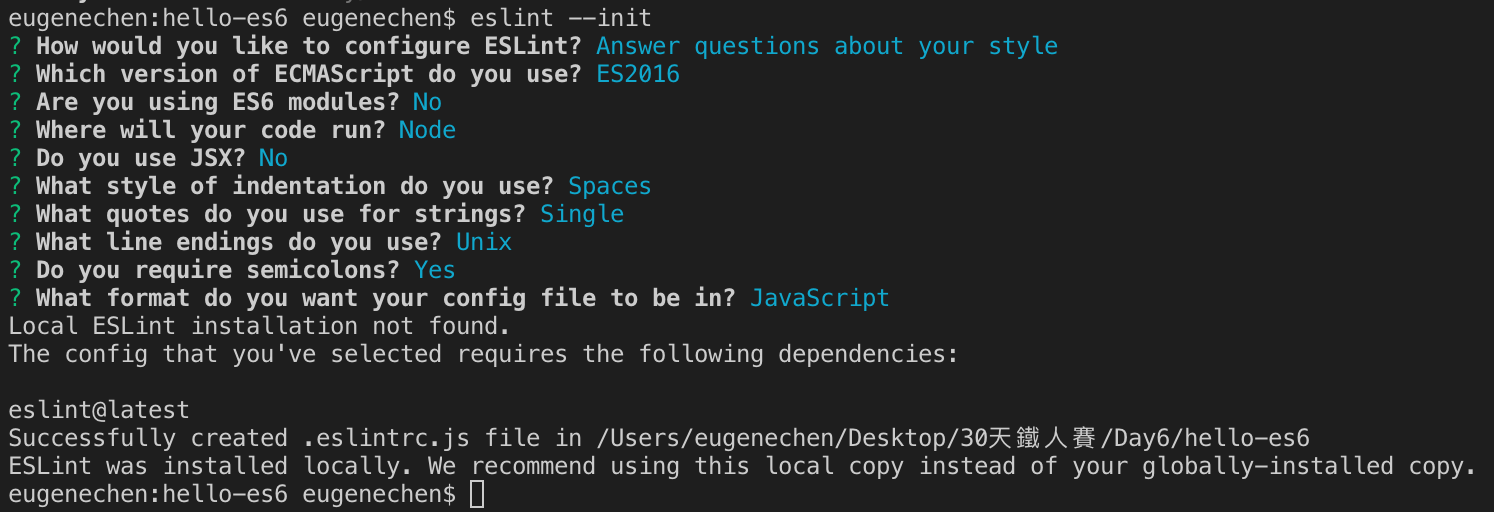 eugenechen:hello-es6 eugenechen$ eslint --init
? How would you like to configure ESLint? Answer questions about your style
? Which version of ECMAScript do you use? ES2016
? Are you using ES6 modules? No
? Where will your code run? Node
? Do you use JSX? No
? What style of indentation do you use? Spaces
? What quotes do you use for strings? Single
? What line endings do you use? Unix
? Do you require semicolons? Yes
? What format do you want your config file to be in? JavaScript
Local ESLint installation not found.
The config that you've selected requires the following dependencies:
eslint@latest
Successfully created .eslintrc.js file in /Users/eugenechen/Desktop/30天鐵人賽/Day6/hello-es6
ESLint was installed locally. We recommend using this local copy instead of your globally-installed copy.
eugenechen:hello-es6 eugenechen$